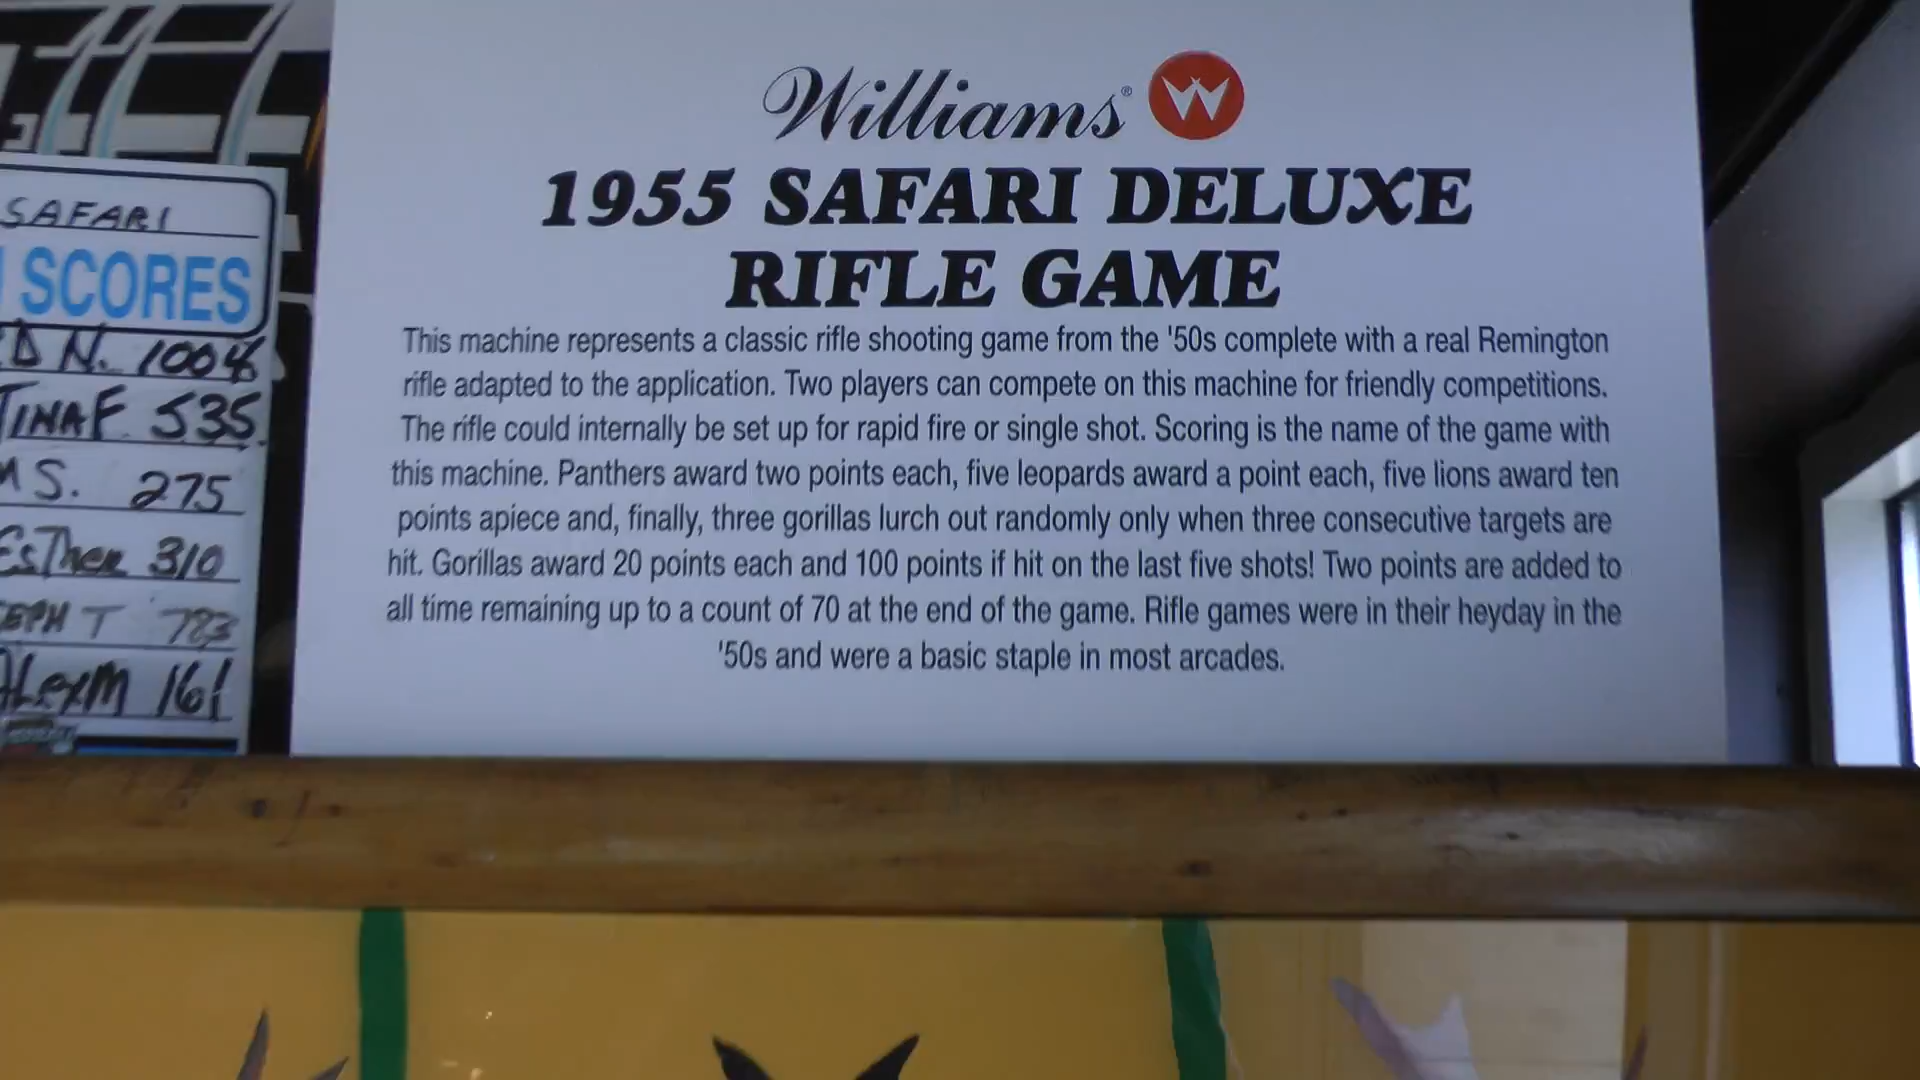 SAFARI
SCORES
D N. 1004
TINA F. 535
M S. 275
Esther 310
EPH T 783
Alex M 161
Williams®
1955 SAFARI DELUXE
RIFLE GAME
This machine represents a classic rifle shooting game from the '50s complete with a real Remington
rifle adapted to the application. Two players can compete on this machine for friendly competitions.
The rifle could internally be set up for rapid fire or single shot. Scoring is the name of the game with
this machine. Panthers award two points each, five leopards award a point each, five lions award ten
points apiece and, finally, three gorillas lurch out randomly only when three consecutive targets are
hit. Gorillas award 20 points each and 100 points if hit on the last five shots! Two points are added to
all time remaining up to a count of 70 at the end of the game. Rifle games were in their heyday in the
'50s and were a basic staple in most arcades.